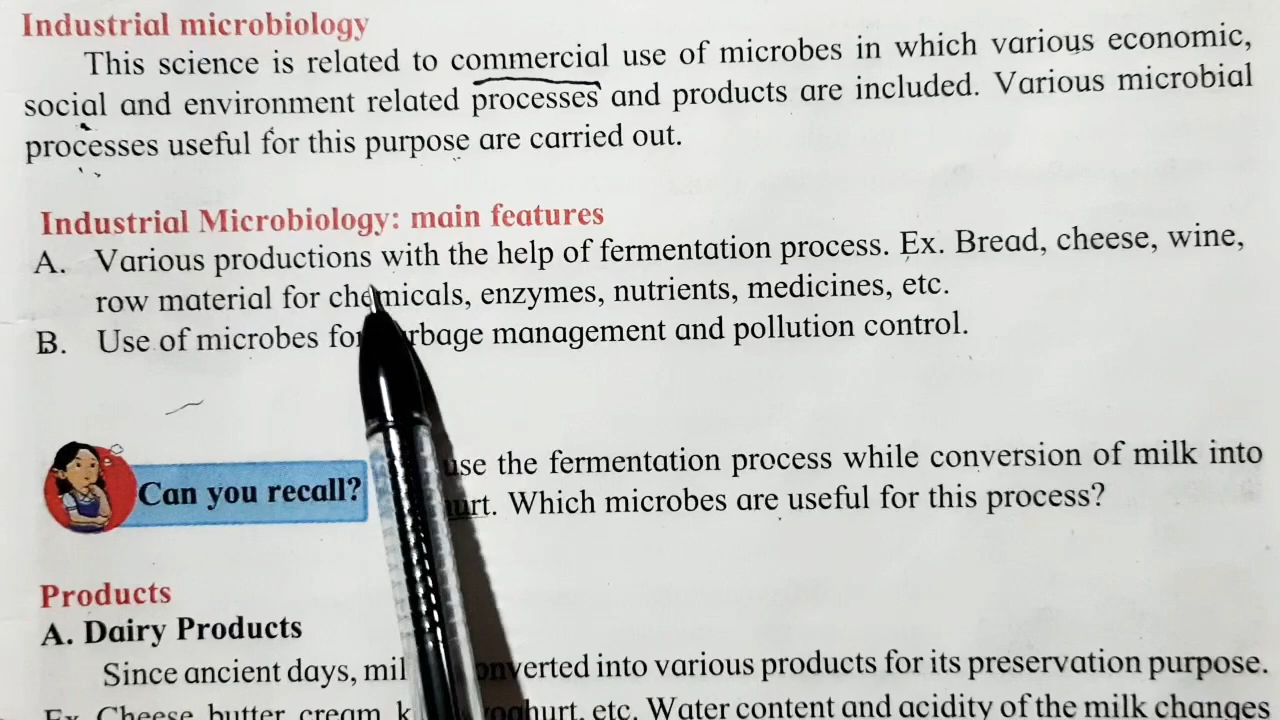 Industrial microbiology
This science is related to commercial use of microbes in which various economic,
social and environment related processes and products are included. Various microbial
processes useful for this purpose are carried out.
Industrial Microbiology: main features
A. Various productions with the help of fermentation process. Ex. Bread, cheese, wine,
row material for chemicals, enzymes, nutrients, medicines, etc.
B. Use of microbes for management and pollution control.
use the fermentation process while conversion of milk into
Can you recall?
Which microbes are useful for this process?
Products
A. Dairy Products
Since ancient days, into various products for its preservation purpose.
Ex. Cheese, butter, cream, etc. Water content and acidity of the milk changes